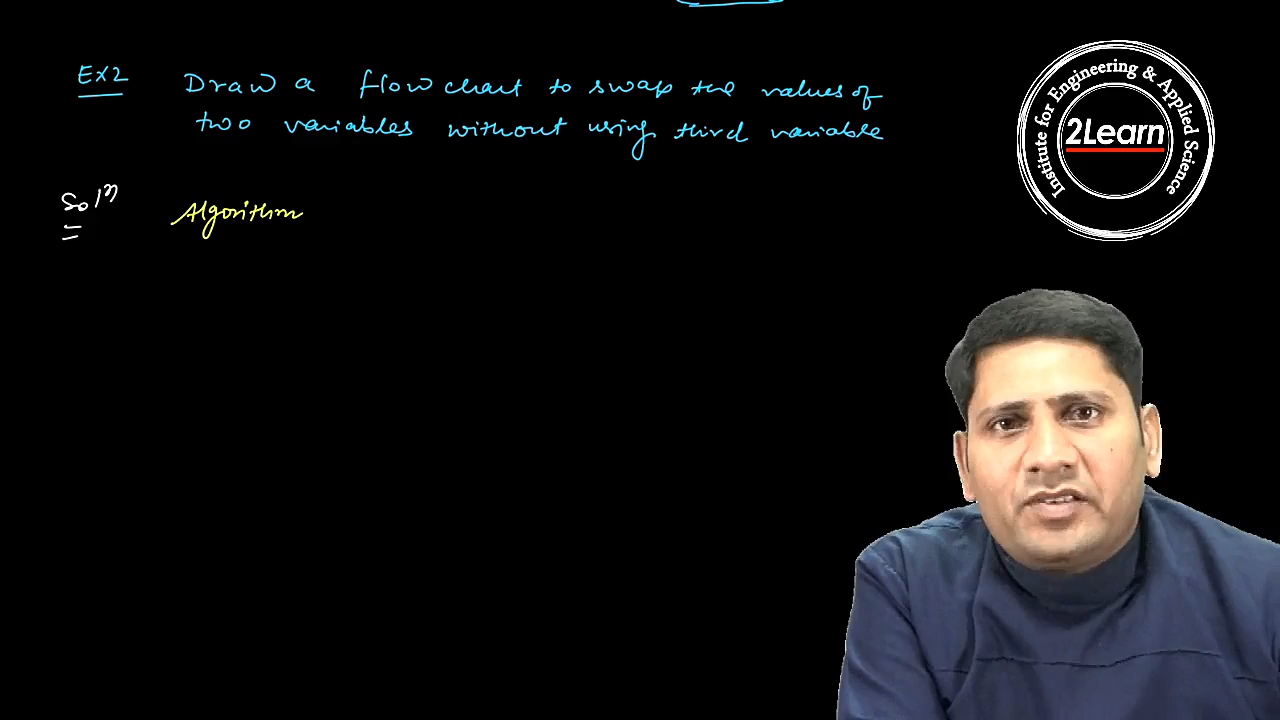 Ex2 Draw a flow chart to swap the values of
two variables without using third variable
Solⁿ Algorithm
Institute for Engineering & Applied Science
2Learn